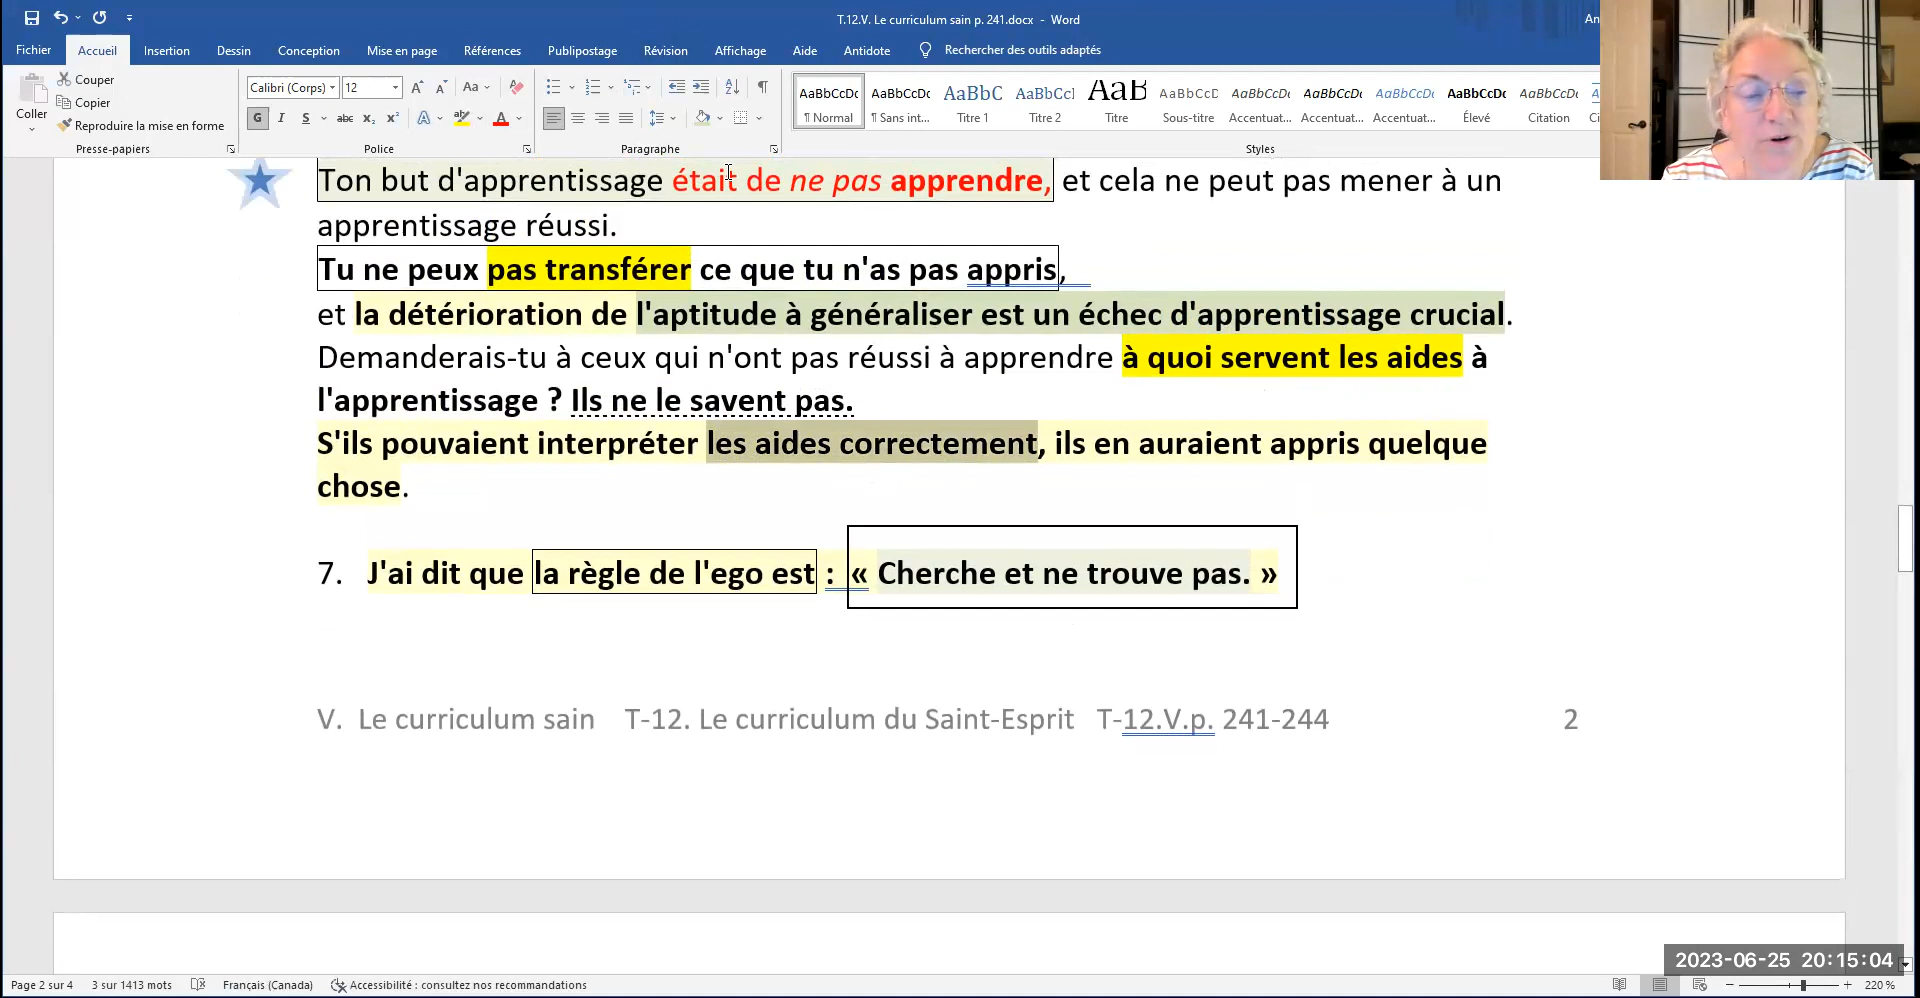 T.12.V. Le curriculum sain p. 241.docx - Word
An
Fichier Accueil Insertion Dessin Conception Mise en page Références Publipostage Révision Affichage Aide Antidote Rechercher des outils adaptés
Coller
Couper
Copier
Reproduire la mise en forme
Presse-papiers
Calibri (Corps) 12
Police
Paragraphe
AaBbCcDc AaBbCcDc AaBbC AaBbCcI AaB AaBbCcD AaBbCcDı AaBbCcDı AaBbCcDı AaBbCcDc AaBbCcDı
¶ Normal ¶ Sans int... Titre 1 Titre 2 Titre Sous-titre Accentuat... Accentuat... Accentuat... Élevé Citation
Styles
Ton but d'apprentissage était de ne pas apprendre, et cela ne peut pas mener à un
apprentissage réussi.
Tu ne peux pas transférer ce que tu n'as pas appris,
et la détérioration de l'aptitude à généraliser est un échec d'apprentissage crucial.
Demanderais-tu à ceux qui n'ont pas réussi à apprendre à quoi servent les aides à
l'apprentissage ? Ils ne le savent pas.
S'ils pouvaient interpréter les aides correctement, ils en auraient appris quelque
chose.
7. J'ai dit que la règle de l'ego est : « Cherche et ne trouve pas. »
V. Le curriculum sain T-12. Le curriculum du Saint-Esprit T-12.V.p. 241-244 2
2023-06-25 20:15:04
Page 2 sur 4 3 sur 1413 mots Français (Canada) Accessibilité : consultez nos recommandations 220 %